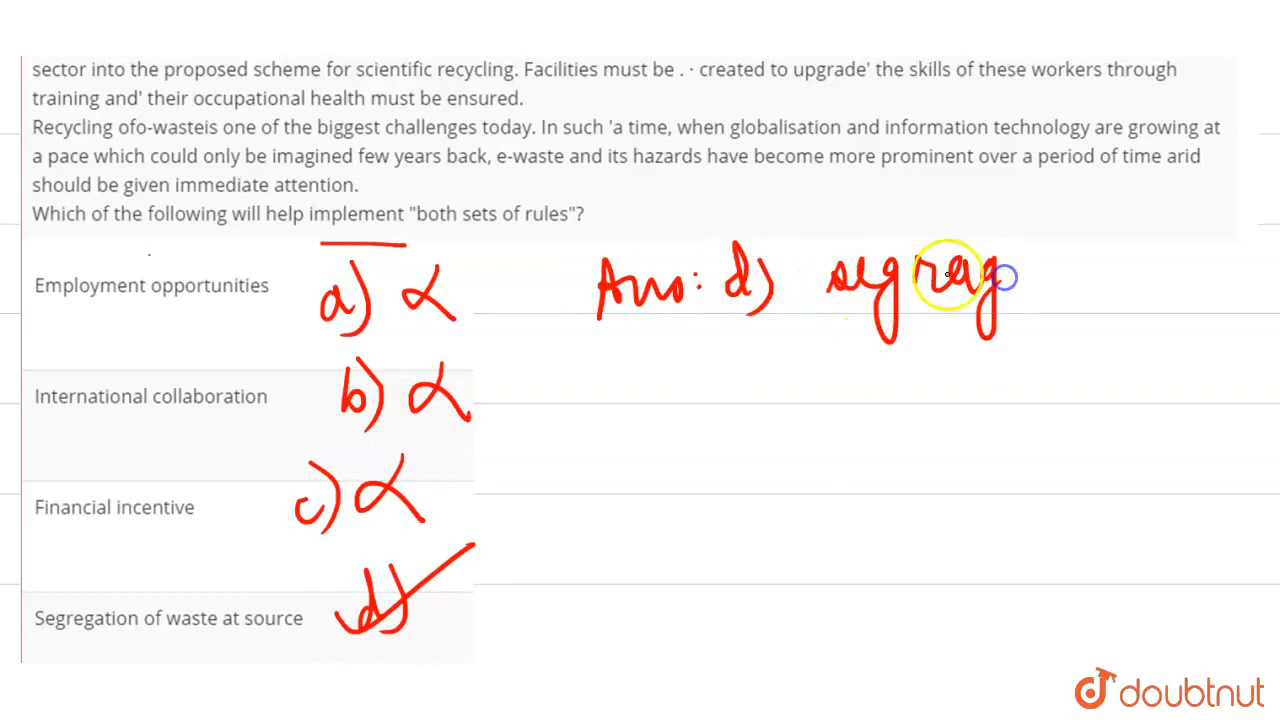 sector into the proposed scheme for scientific recycling. Facilities must be . · created to upgrade' the skills of these workers through
training and' their occupational health must be ensured.
Recycling ofo-wasteis one of the biggest challenges today. In such 'a time, when globalisation and information technology are growing at
a pace which could only be imagined few years back, e-waste and its hazards have become more prominent over a period of time arid
should be given immediate attention.
Which of the following will help implement "both sets of rules"?
Employment opportunities a) α
Ans: d) segrag
International collaboration b) α
Financial incentive c) α
Segregation of waste at source d)
doubtnut